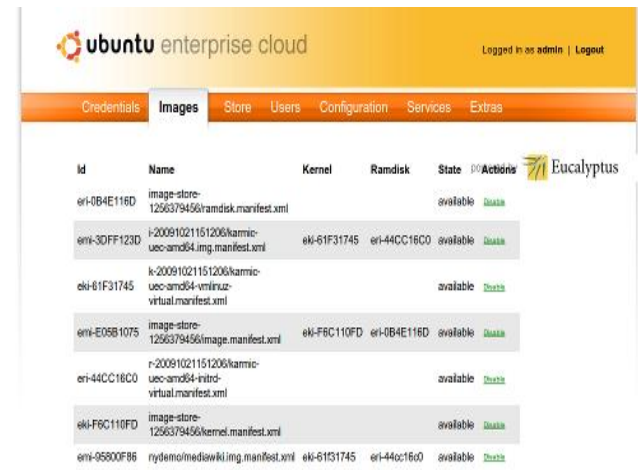 ubuntu enterprise cloud
Logged in as admin | Logout
Credentials Images Store Users Configuration Services Extras
powered by Eucalyptus
Id Name Kernel Ramdisk State Actions
eri-0B4E116D image-store-
1256379456/ramdisk.manifest.xml available Disable
emi-3DFF123D i-20091021151206/karmic-
uec-amd64.img.manifest.xml eki-61F31745 eri-44CC16C0 available Disable
eki-61F31745 k-20091021151206/karmic-
uec-amd64-vmlinuz-
virtual.manifest.xml available Disable
emi-E05B1075 image-store-
1256379456/image.manifest.xml eki-F6C110FD eri-0B4E116D available Disable
eri-44CC16C0 r-20091021151206/karmic-
uec-amd64-initrd-
virtual.manifest.xml available Disable
eki-F6C110FD image-store-
1256379456/kernel.manifest.xml available Disable
emi-95800F86 nydemo/mediawiki.img.manifest.xml eki-61f31745 eri-44cc16c0 available Disable